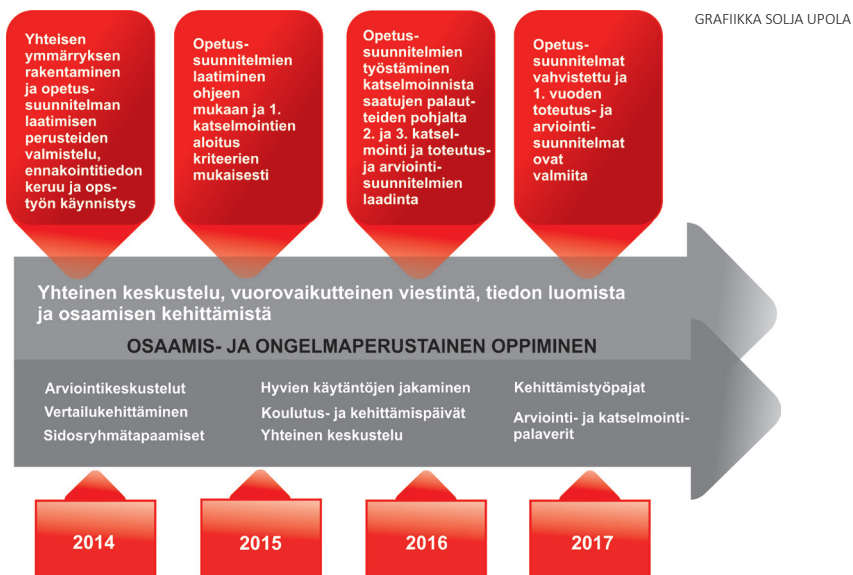 GRAFIIKKA SOLJA UPOLA
Yhteisen
ymmärryksen
rakentaminen
ja opetus-
suunnitelman
laatimisen
perusteiden
valmistelu,
ennakointitiedon
keruu ja ops-
työn käynnistys
Opetus-
suunnitelmien
laatiminen
ohjeen
mukaan ja 1.
katselmointien
aloitus
kriteerien
mukaisesti
Opetus-
suunnitelmien
työstäminen
katselmoinnista
saatujen palaut-
teiden pohjalta
2. ja 3. katsel-
mointi ja toteutus-
ja arviointi-
suunnitelmien
laadinta
Opetus-
suunnitelmat
vahvistettu ja
1. vuoden
toteutus- ja
arviointi-
suunnitelmat
ovat
valmiita
Yhteinen keskustelu, vuorovaikutteinen viestintä, tiedon luomista
ja osaamisen kehittämistä
OSAAMIS- JA ONGELMAPERUSTAINEN OPPIMINEN
Arviointikeskustelut
Vertailukehittäminen
Sidosryhmätapaamiset
Hyvien käytäntöjen jakaminen
Koulutus- ja kehittämispäivät
Yhteinen keskustelu
Kehittämistyöpajat
Arviointi- ja katselmointi-
palaverit
2014
2015
2016
2017